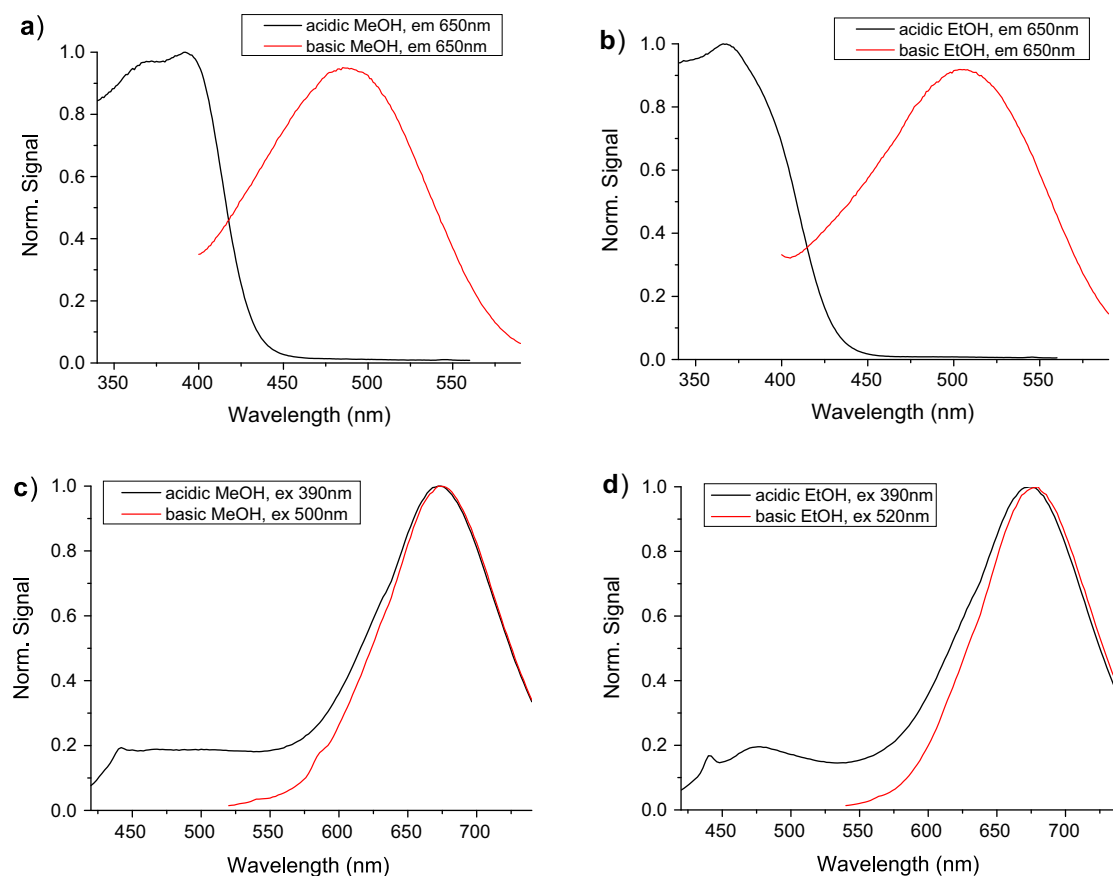 a)
acidic MeOH, em 650nm
basic MeOH, em 650nm
1.0
0.8
0.6
0.4
0.2
0.0
Norm. Signal
350 400 450 500 550
Wavelength (nm)
b)
acidic EtOH, em 650nm
basic EtOH, em 650nm
1.0
0.8
0.6
0.4
0.2
0.0
Norm. Signal
350 400 450 500 550
Wavelength (nm)
c)
acidic MeOH, ex 390nm
basic MeOH, ex 500nm
1.0
0.8
0.6
0.4
0.2
0.0
Norm. Signal
450 500 550 600 650 700
Wavelength (nm)
d)
acidic EtOH, ex 390nm
basic EtOH, ex 520nm
1.0
0.8
0.6
0.4
0.2
0.0
Norm. Signal
450 500 550 600 650 700
Wavelength (nm)